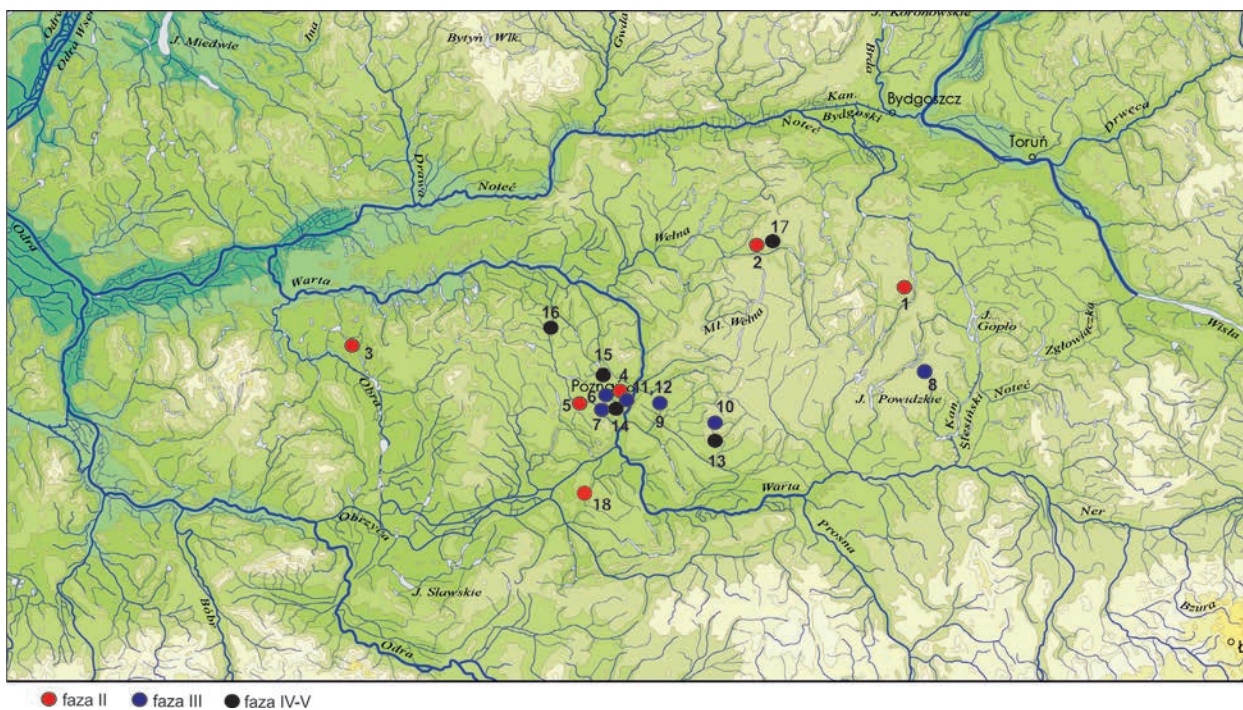 Odra
Odra Wsch
J. Miedwie
Ina
Bytyń Wlk.
Gwda
J. Koronowskie
Brda
Kan.
Bydgoski
Bydgoszcz
Noteć
Toruń
Drwęca
Noteć
Odra
Wełna
17
2
1
Warta
16
Mł. Wełna
J. Gopło
Zgłowiączka
Wisła
3
15
Obra
Poznań
4
11,12
6
5
7
14
9
10
8
J. Powidzkie
Noteć
Kan.
Ślesiński
13
18
Warta
Obrzyca
Prosna
Ner
J. Sławskie
Bóbr
Odra
Bzura
faza II faza III faza IV-V